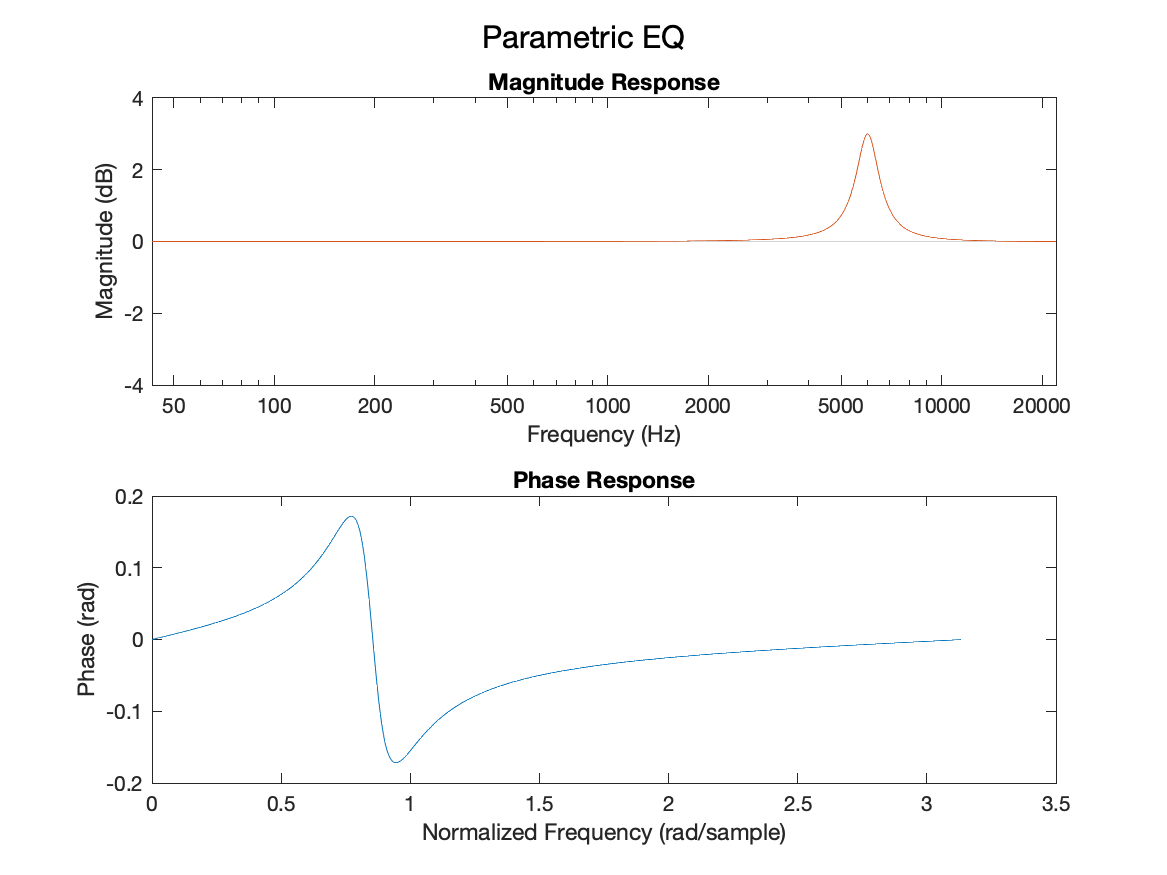 Parametric EQ
Magnitude Response
4
2
0
-2
-4
Magnitude (dB)
50 100 200 500 1000 2000 5000 10000 20000
Frequency (Hz)
Phase Response
0.2
0.1
0
-0.1
-0.2
Phase (rad)
0 0.5 1 1.5 2 2.5 3 3.5
Normalized Frequency (rad/sample)